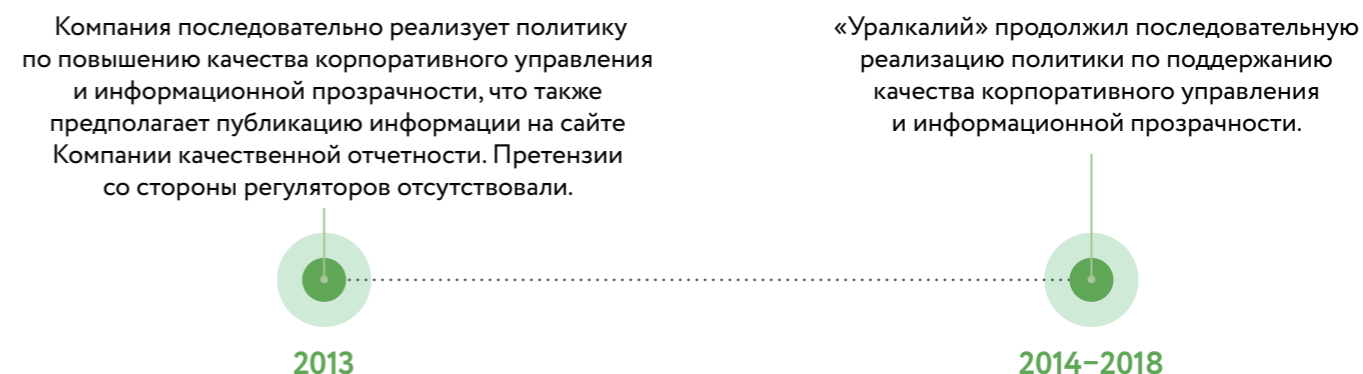 Компания последовательно реализует политику
по повышению качества корпоративного управления
и информационной прозрачности, что также
предполагает публикацию информации на сайте
Компании качественной отчетности. Претензии
со стороны регуляторов отсутствовали.
2013
«Уралкалий» продолжил последовательную
реализацию политики по поддержанию
качества корпоративного управления
и информационной прозрачности.
2014–2018